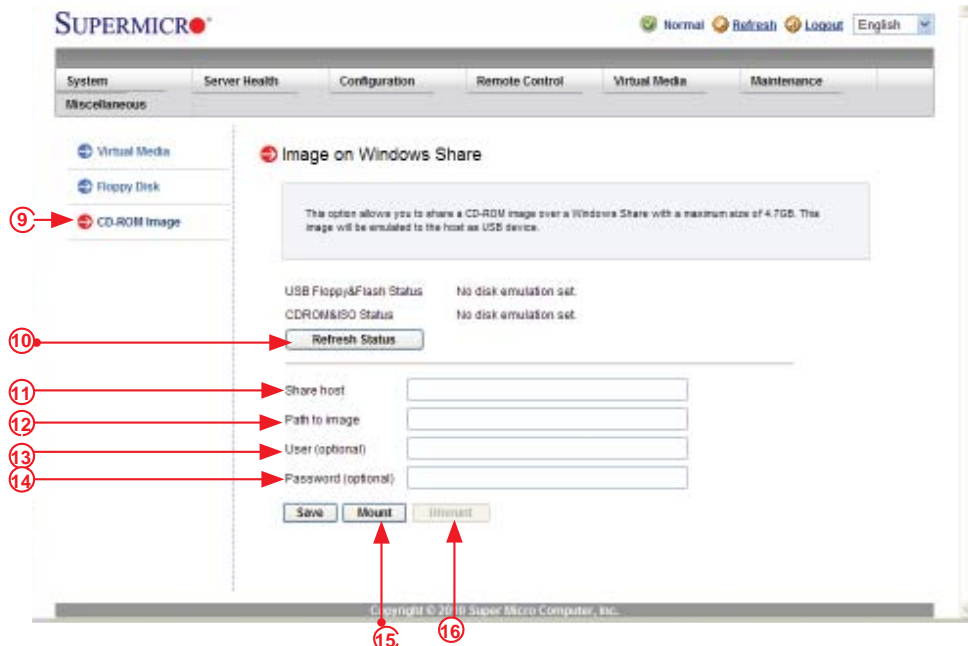 SUPERMICRO
Normal Refresh Logout English
System Server Health Configuration Remote Control Virtual Media Maintenance
Miscellaneous
Virtual Media
Floppy Disk
9 CD-ROM Image
Image on Windows Share
This option allows you to share a CD-ROM image over a Windows Share with a maximum size of 4.7GB. This
image will be emulated to the host as USB device.
USB Floppy&Flash Status No disk emulation set.
CDROM&ISO Status No disk emulation set.
10 Refresh Status
11 Share host
12 Path to image
13 User (optional)
14 Password (optional)
Save Mount Unmount
Copyright © 2010 Super Micro Computer, Inc.
15. 16